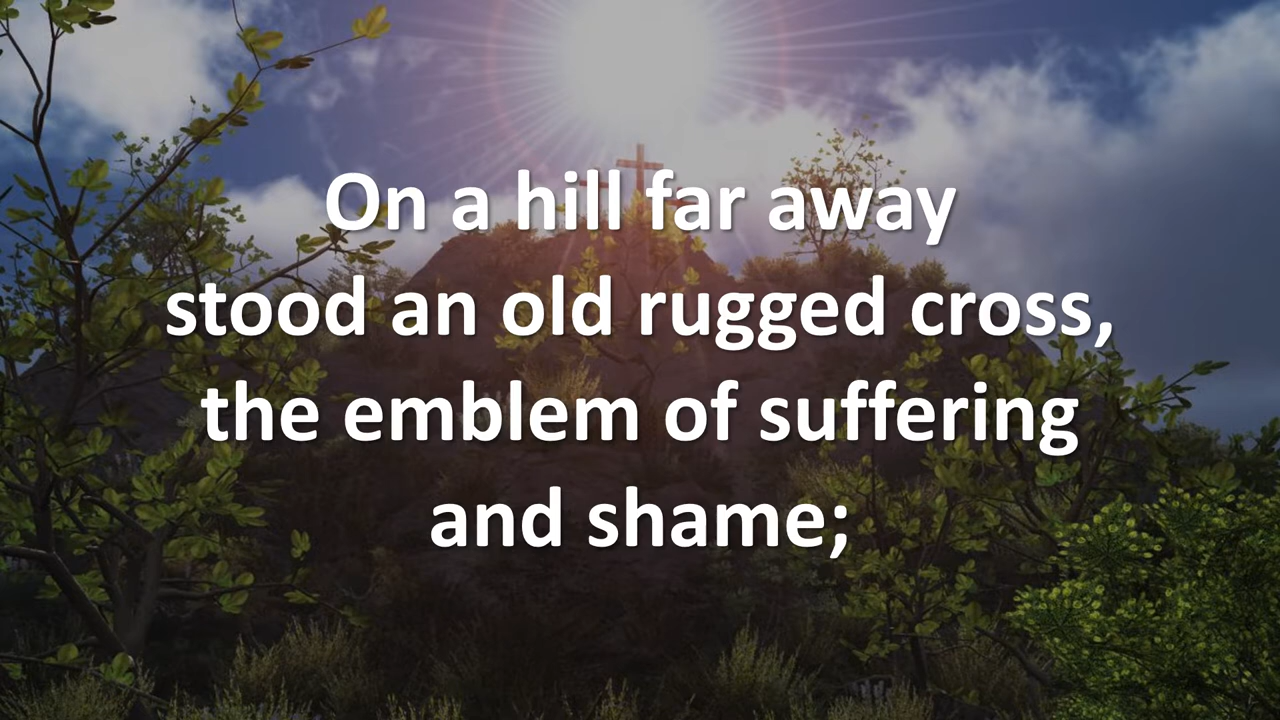 On a hill far away
stood an old rugged cross,
the emblem of suffering
and shame;